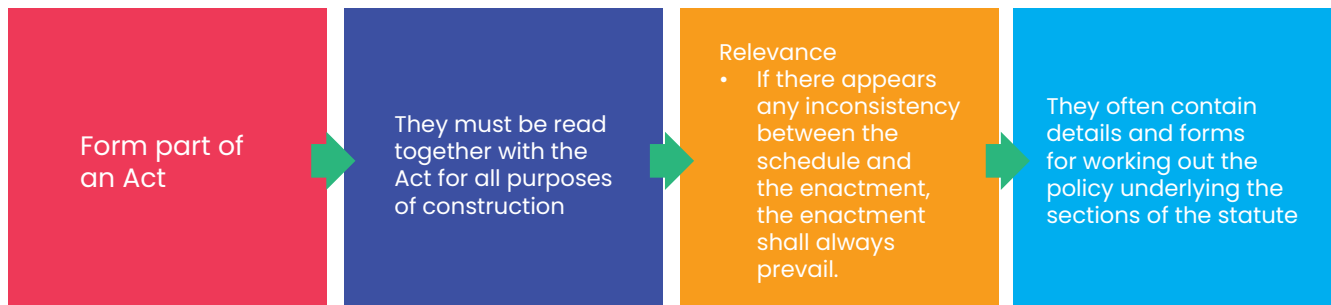 Form part of
an Act
They must be read
together with the
Act for all purposes
of construction
Relevance
• If there appears
any inconsistency
between the
schedule and
the enactment,
the enactment
shall always
prevail.
They often contain
details and forms
for working out the
policy underlying the
sections of the statute